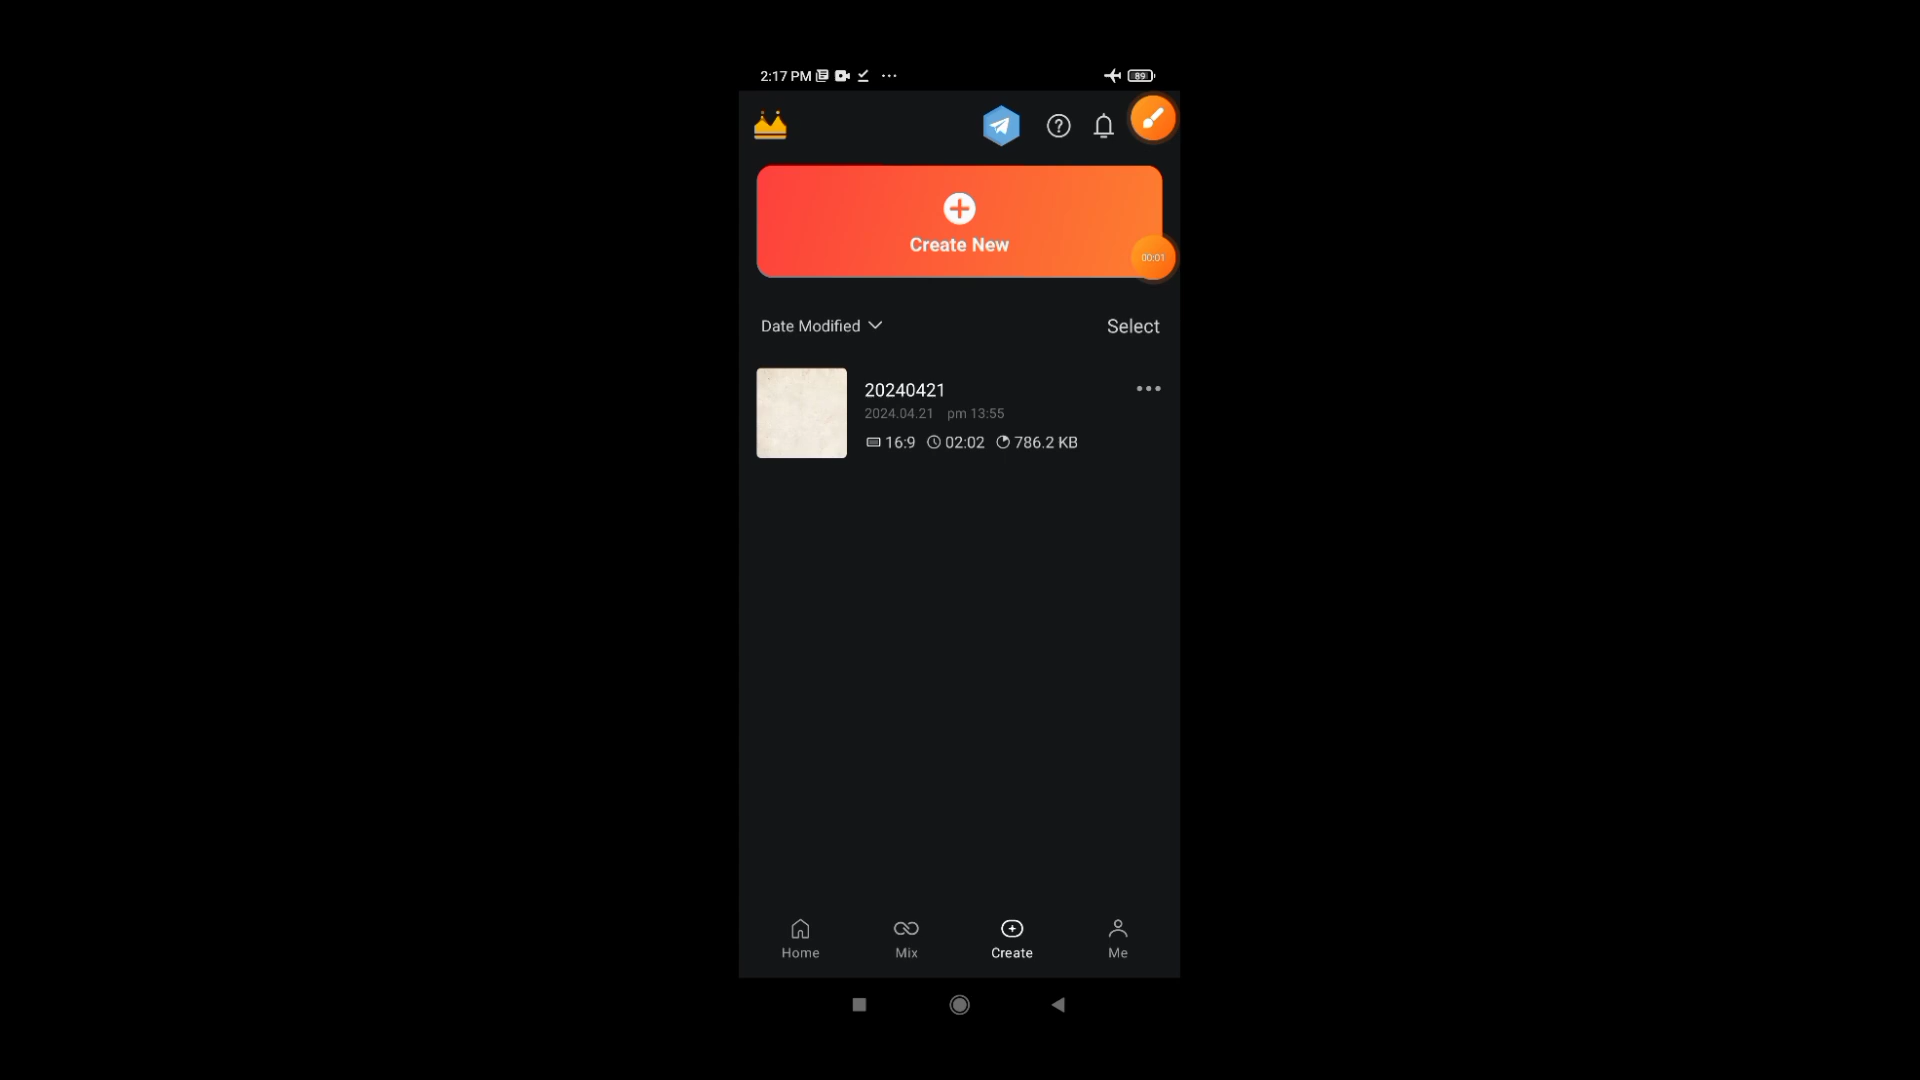 2:17 PM
89
Create New
00:01
Date Modified
Select
20240421
2024.04.21 pm 13:55
16:9 02:02 786.2 KB
Home
Mix
Create
Me